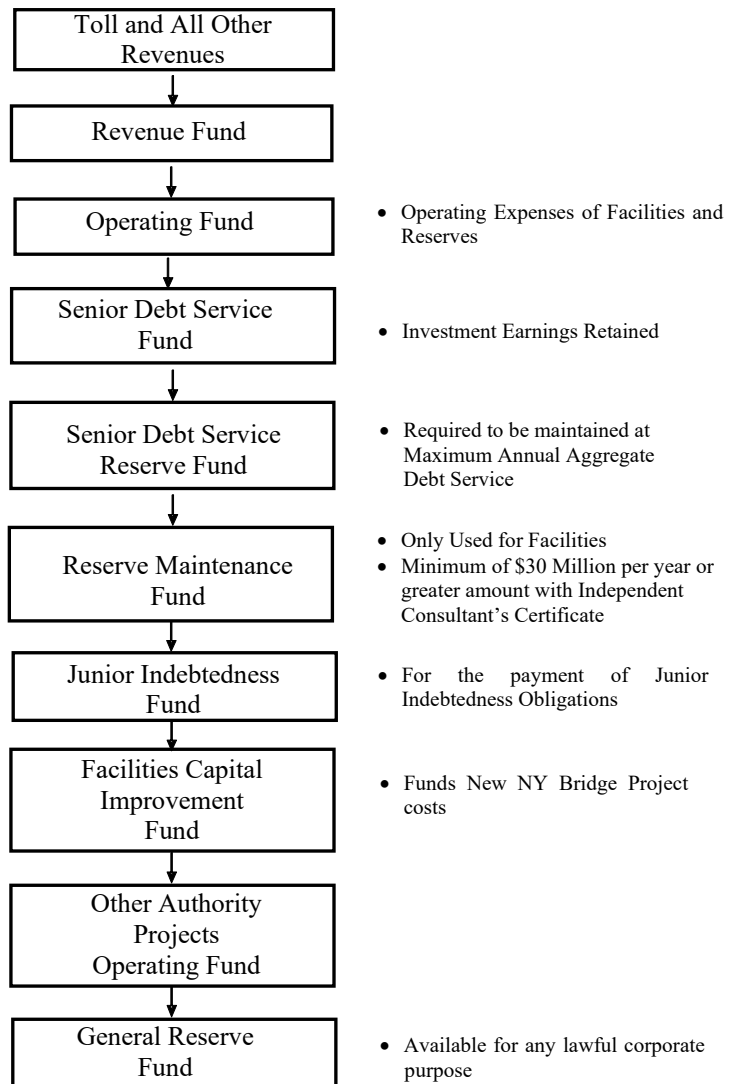 Toll and All Other
Revenues
Revenue Fund
Operating Fund
• Operating Expenses of Facilities and
Reserves
Senior Debt Service
Fund
• Investment Earnings Retained
Senior Debt Service
Reserve Fund
• Required to be maintained at
Maximum Annual Aggregate
Debt Service
Reserve Maintenance
Fund
• Only Used for Facilities
• Minimum of $30 Million per year or
greater amount with Independent
Consultant’s Certificate
Junior Indebtedness
Fund
• For the payment of Junior
Indebtedness Obligations
Facilities Capital
Improvement
Fund
• Funds New NY Bridge Project
costs
Other Authority
Projects
Operating Fund
General Reserve
Fund
• Available for any lawful corporate
purpose